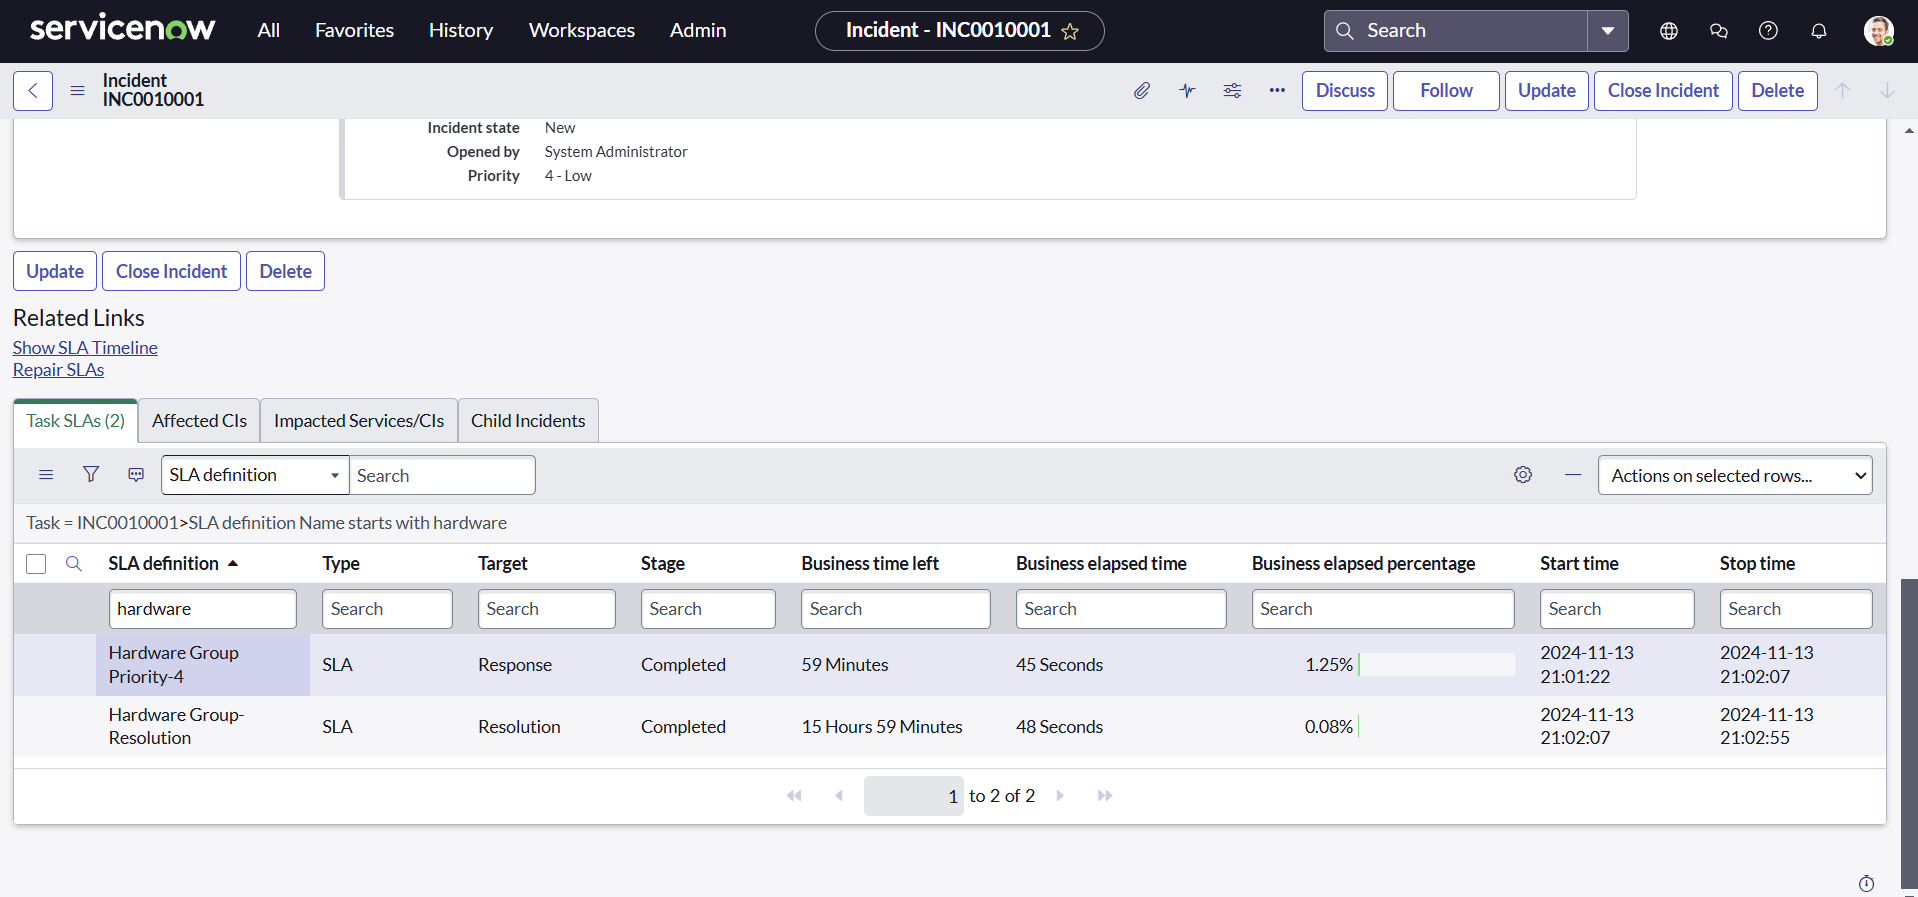 servicenow All Favorites History Workspaces Admin Incident - INC0010001 Search
Incident
INC0010001
Discuss Follow Update Close Incident Delete
Incident state New
Opened by System Administrator
Priority 4 - Low
Update Close Incident Delete
Related Links
Show SLA Timeline
Repair SLAs
Task SLAs (2) Affected CIs Impacted Services/CIs Child Incidents
SLA definition Search Actions on selected rows...
Task = INC0010001>SLA definition Name starts with hardware
SLA definition Type Target Stage Business time left Business elapsed time Business elapsed percentage Start time Stop time
hardware Search Search Search Search Search Search Search Search
Hardware Group Priority-4 SLA Response Completed 59 Minutes 45 Seconds 1.25% 2024-11-13 21:01:22 2024-11-13 21:02:07
Hardware Group-Resolution SLA Resolution Completed 15 Hours 59 Minutes 48 Seconds 0.08% 2024-11-13 21:02:07 2024-11-13 21:02:55
1 to 2 of 2